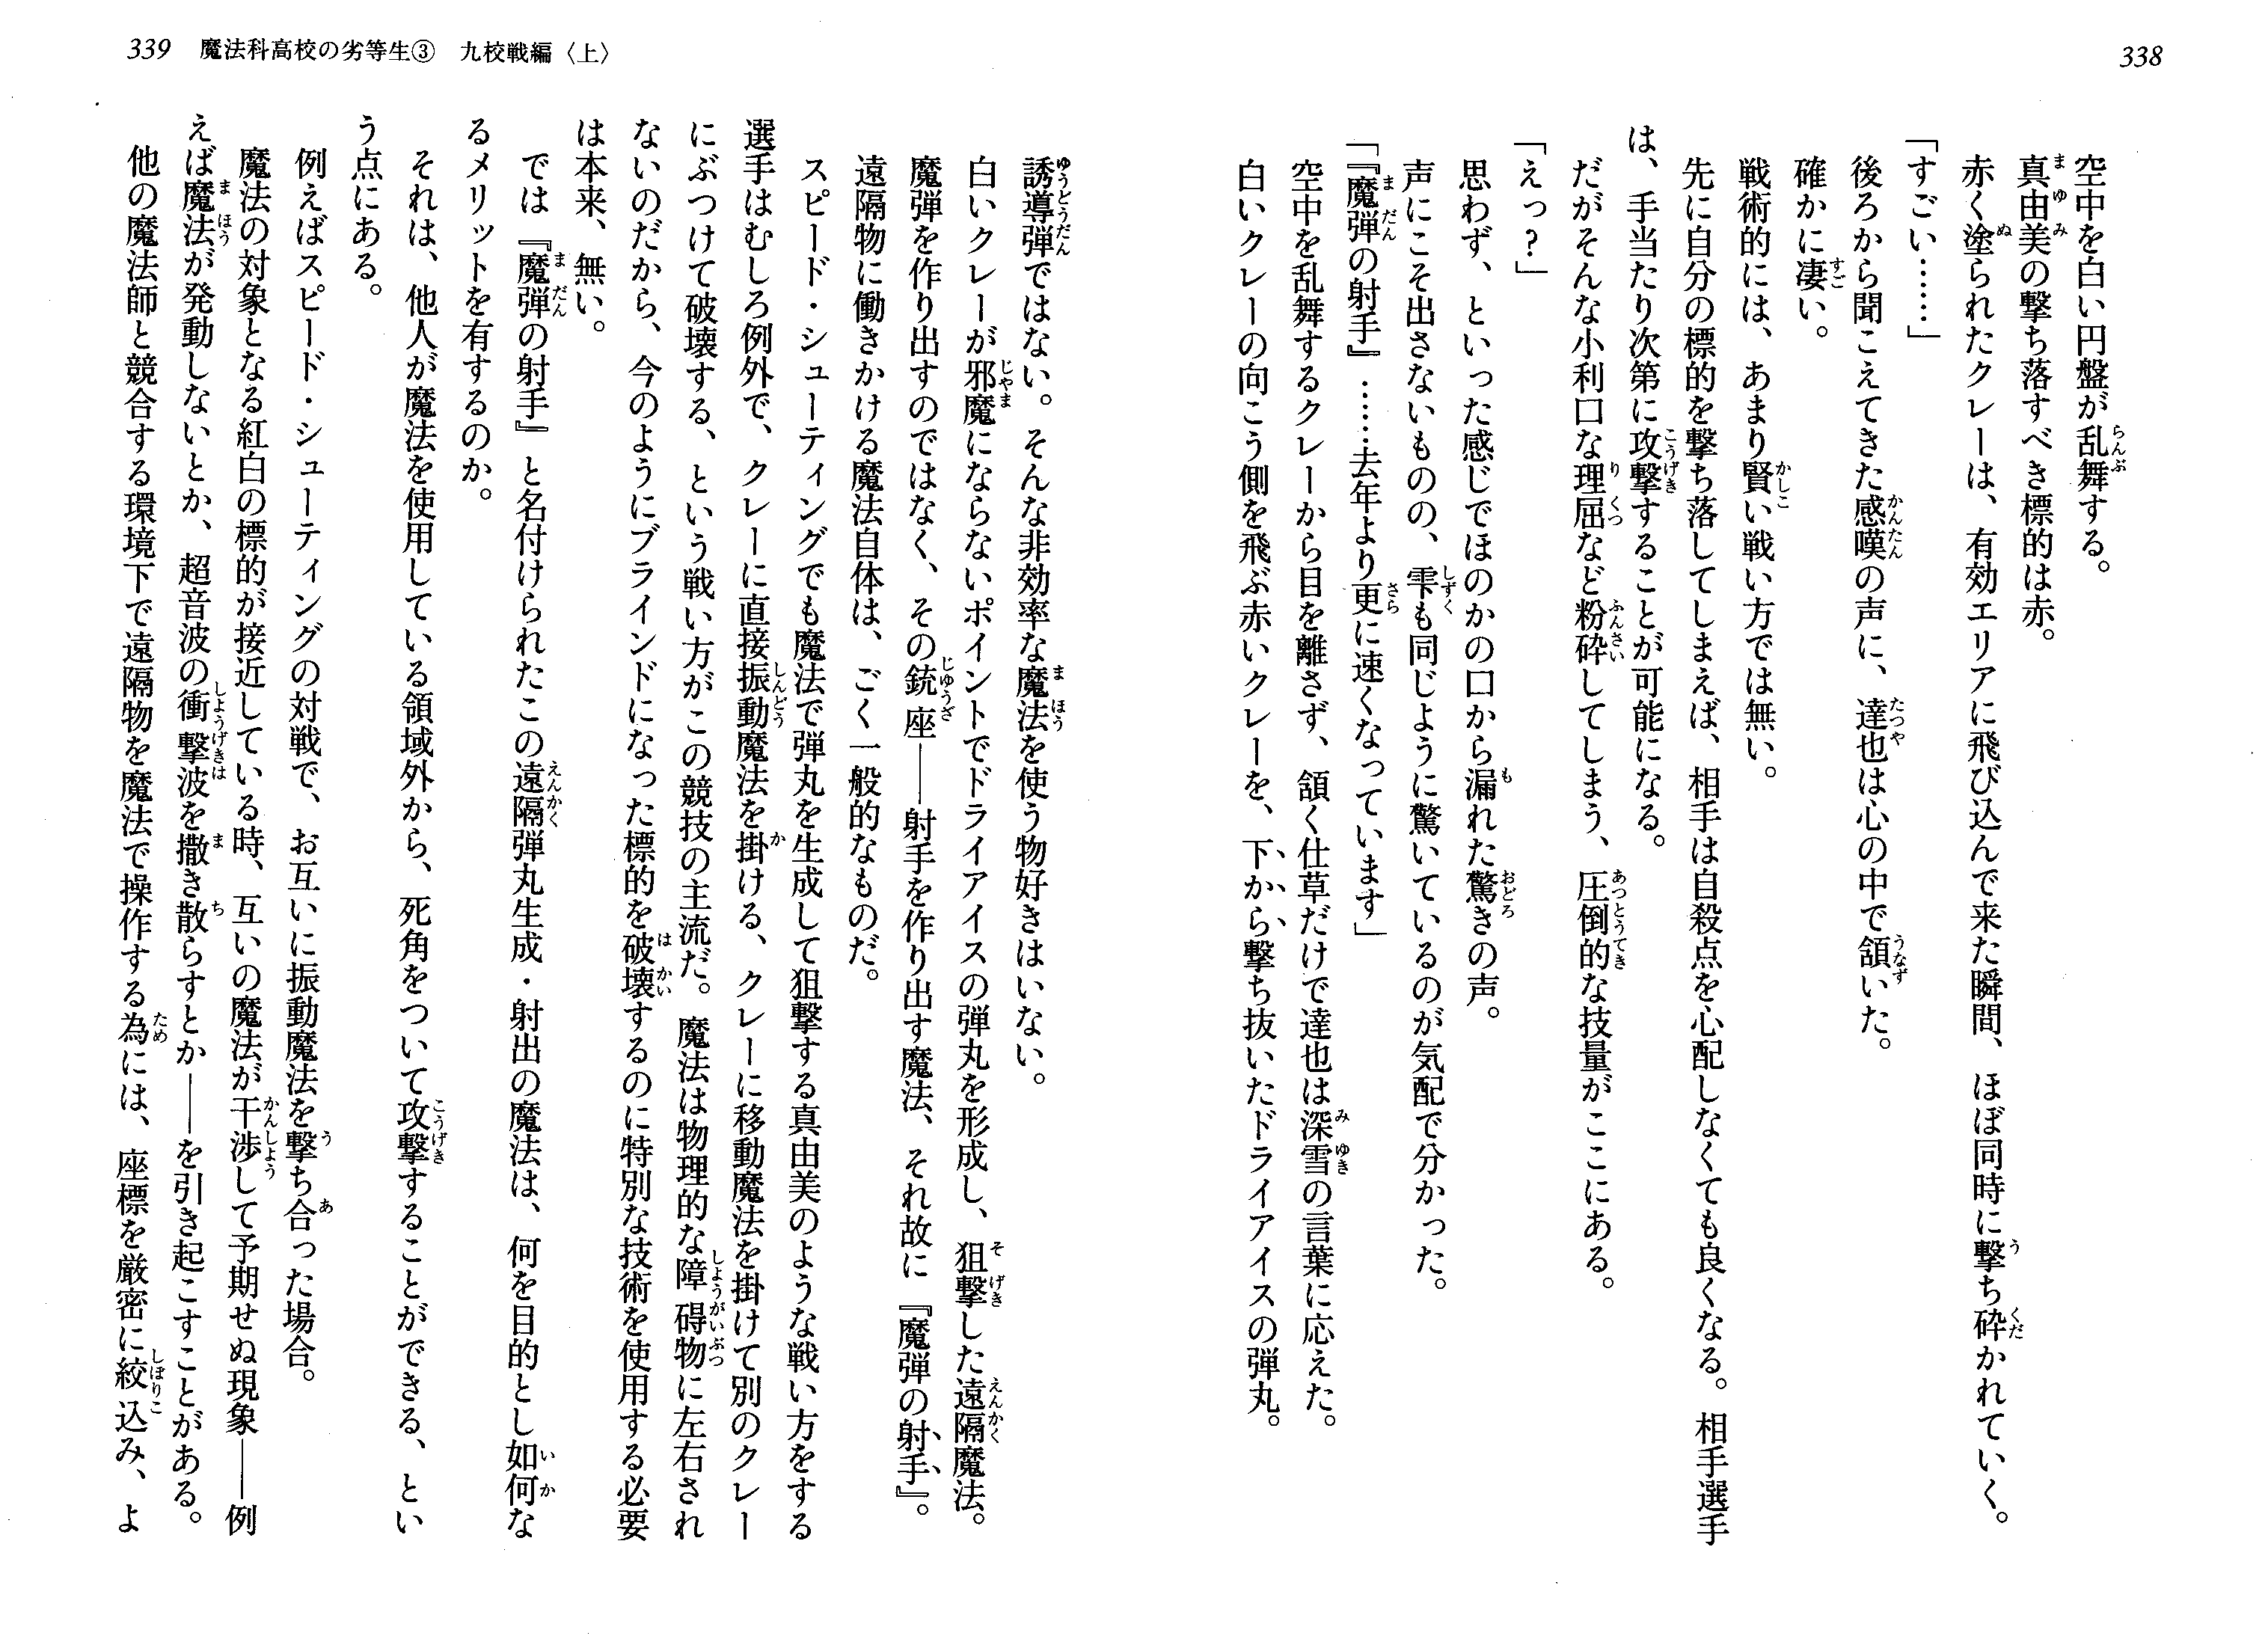 338
空中を白い円盤が乱舞する。
真由美の撃ち落すべき標的は赤。
赤く塗られたクレーは、有効エリアに飛び込んで来た瞬間、ほぼ同時に撃ち砕かれていく。
「すごい……」
後ろから聞こえてきた感嘆の声に、達也は心の中で頷いた。
確かに凄い。
戦術的には、あまり賢い戦い方では無い。
先に自分の標的を撃ち落してしまえば、相手は自殺点を心配しなくても良くなる。相手選手
は、手当たり次第に攻撃することが可能になる。
だがそんな小利口な理屈など粉砕してしまう、圧倒的な技量がここにある。
「えっ？」
思わず、といった感じでほのかの口から漏れた驚きの声。
声にこそ出さないものの、雫も同じように驚いているのが気配で分かった。
「『魔弾の射手』……去年より更に速くなっています」
空中を乱舞するクレーから目を離さず、頷く仕草だけで達也は深雪の言葉に応えた。
白いクレーの向こう側を飛ぶ赤いクレーを、下から撃ち抜いたドライアイスの弾丸。
339 魔法科高校の劣等生③ 九校戦編〈上〉
誘導弾ではない。そんな非効率な魔法を使う物好きはいない。
白いクレーが邪魔にならないポイントでドライアイスの弾丸を形成し、狙撃した遠隔魔法。
魔弾を作り出すのではなく、その銃座――射手を作り出す魔法、それ故に『魔弾の射手』。
遠隔物に働きかける魔法自体は、ごく一般的なものだ。
スピード・シューティングでも魔法で弾丸を生成して狙撃する真由美のような戦い方をする
選手はむしろ例外で、クレーに直接振動魔法を掛ける、クレーに移動魔法を掛けて別のクレー
にぶつけて破壊する、という戦い方がこの競技の主流だ。魔法は物理的な障碍物に左右され
ないのだから、今のようにブラインドになった標的を破壊するのに特別な技術を使用する必要
は本来、無い。
では『魔弾の射手』と名付けられたこの遠隔弾丸生成・射出の魔法は、何を目的とし如何な
るメリットを有するのか。
それは、他人が魔法を使用している領域外から、死角をついて攻撃することができる、とい
う点にある。
例えばスピード・シューティングの対戦で、お互いに振動魔法を撃ち合った場合。
魔法の対象となる紅白の標的が接近している時、互いの魔法が干渉して予期せぬ現象――例
えば魔法が発動しないとか、超音波の衝撃波を撒き散らすとか――を引き起こすことがある。
他の魔法師と競合する環境下で遠隔物を魔法で操作する為には、座標を厳密に絞込み、よ